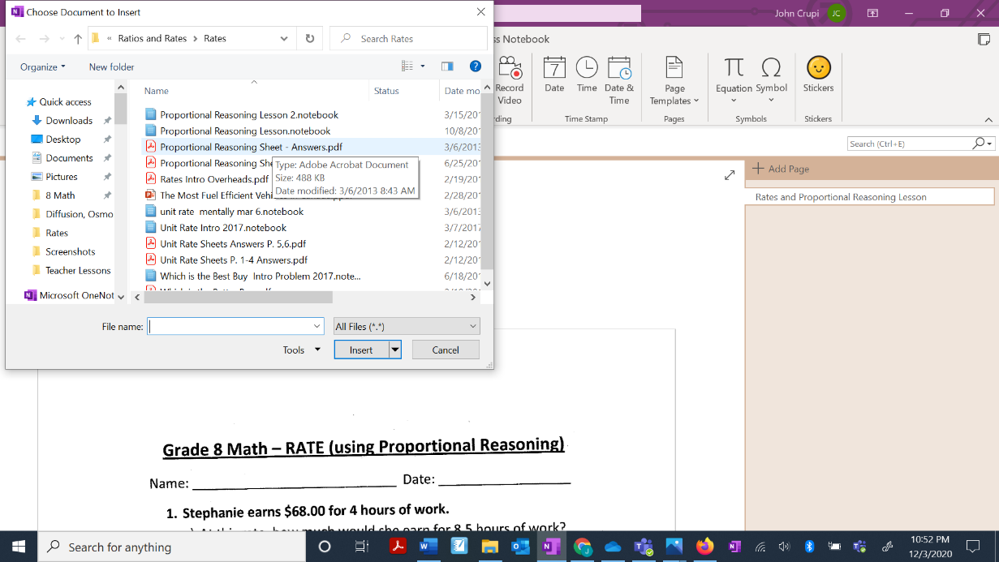 Choose Document to Insert
John Crupi JC
« Ratios and Rates > Rates
Search Rates
ss Notebook
Organize
New folder
Record Video
7
Date
Time
Date & Time
Page Templates
π
Equation
Ω
Symbol
Stickers
ding
Time Stamp
Pages
Symbols
Stickers
Name Status Date mo
Quick access
Downloads
Desktop
Documents
Pictures
8 Math
Diffusion, Osmo
Rates
Screenshots
Teacher Lessons
Microsoft OneNot
Proportional Reasoning Lesson 2.notebook 3/15/201
Proportional Reasoning Lesson.notebook 10/8/201
Proportional Reasoning Sheet - Answers.pdf 3/6/2013
Proportional Reasoning She 6/25/201
Rates Intro Overheads.pdf 2/19/201
The Most Fuel Efficient Vehi 2/28/201
unit rate mentally mar 6.notebook 3/6/2013
Unit Rate Intro 2017.notebook 3/7/2017
Unit Rate Sheets Answers P. 5,6.pdf 2/12/201
Unit Rate Sheets P. 1-4 Answers.pdf 2/12/201
Which is the Best Buy Intro Problem 2017.note... 6/18/201
Type: Adobe Acrobat Document
Size: 488 KB
Date modified: 3/6/2013 8:43 AM
File name:
All Files (*.*)
Tools
Insert
Cancel
Search (Ctrl+E)
Add Page
Rates and Proportional Reasoning Lesson
Grade 8 Math – RATE (using Proportional Reasoning)
Name: Date:
1. Stephanie earns $68.00 for 4 hours of work.
) At this rate, how much would she earn for 8.5 hours of work?
Search for anything
10:52 PM
12/3/2020